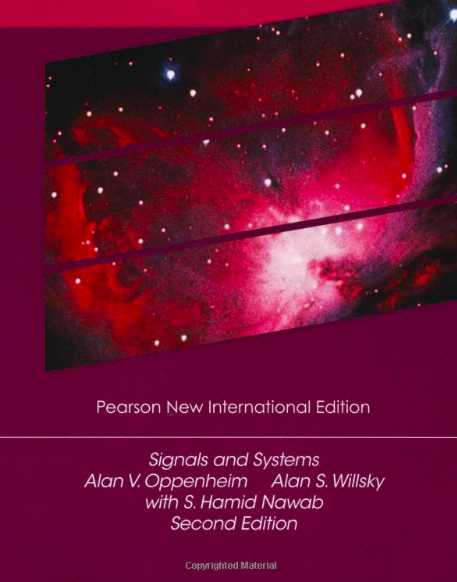 Pearson New International Edition
Signals and Systems
Alan V. Oppenheim Alan S. Willsky
with S. Hamid Nawab
Second Edition
Copyrighted Material